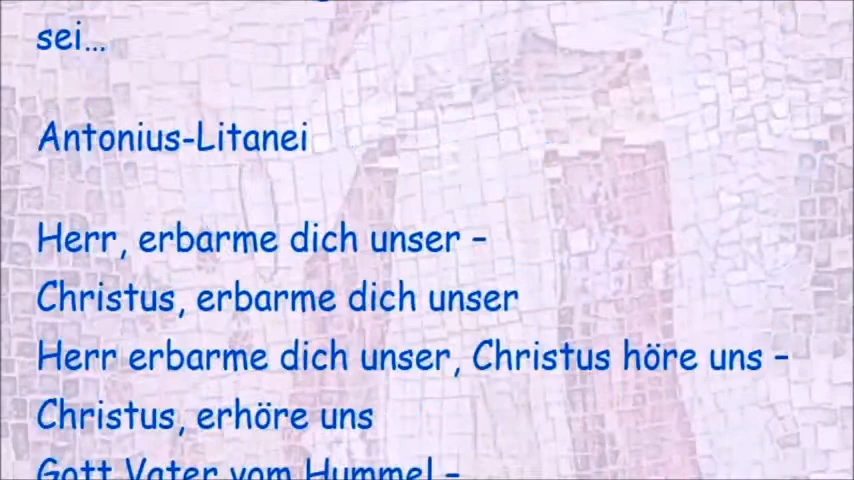 sei...
Antonius-Litanei
Herr, erbarme dich unser –
Christus, erbarme dich unser
Herr erbarme dich unser, Christus höre uns –
Christus, erhöre uns
Gott Vater vom Hummel –